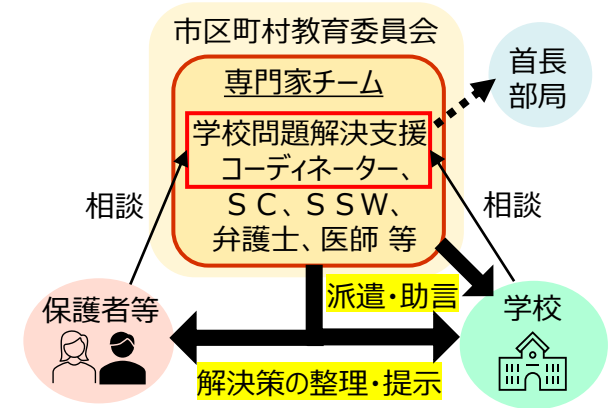 市区町村教育委員会
専門家チーム
学校問題解決支援
コーディネーター、
ＳＣ、ＳＳＷ、
弁護士、医師 等
首長
部局
相談
相談
派遣・助言
保護者等
学校
解決策の整理・提示